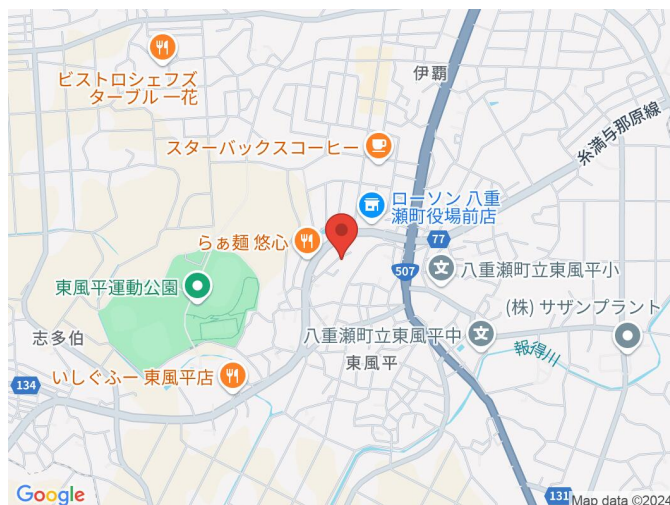 ビストロシェフズ
ターブル 一花
伊覇
糸満与那原線
スターバックスコーヒー
ローソン 八重
瀬町役場前店
らぁ麺 悠心
77
507
八重瀬町立東風平小
東風平運動公園
(株) サザンプラント
志多伯
八重瀬町立東風平中
報得川
東風平
134
いしぐふー 東風平店
131
Google
Map data ©2024